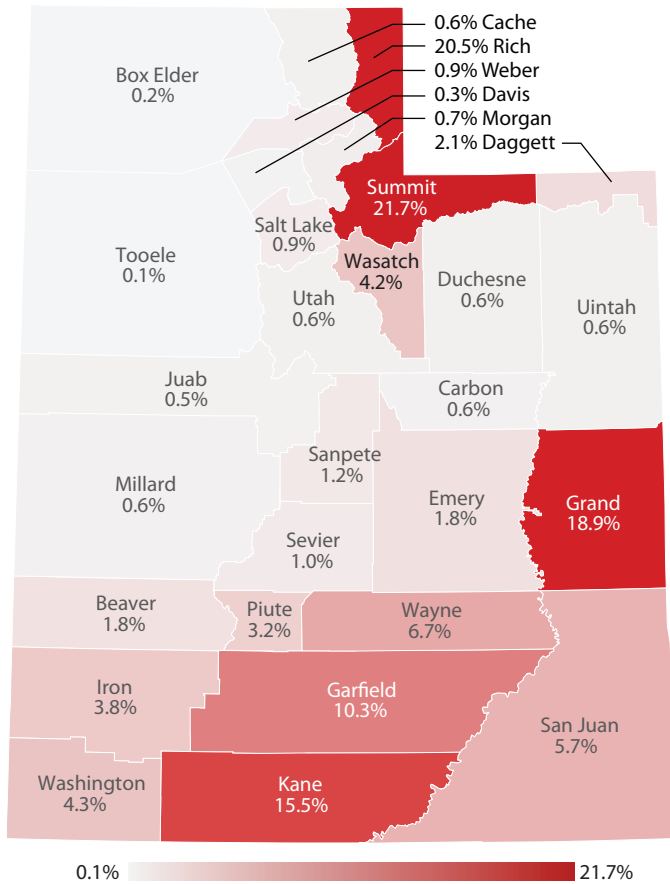 0.6% Cache
20.5% Rich
0.9% Weber
0.3% Davis
0.7% Morgan
2.1% Daggett
Box Elder
0.2%
Summit
21.7%
Salt Lake
0.9%
Tooele
0.1%
Wasatch
4.2%
Utah
0.6%
Duchesne
0.6%
Uintah
0.6%
Juab
0.5%
Carbon
0.6%
Sanpete
1.2%
Millard
0.6%
Emery
1.8%
Grand
18.9%
Sevier
1.0%
Beaver
1.8%
Piute
3.2%
Wayne
6.7%
Iron
3.8%
Garfield
10.3%
San Juan
5.7%
Washington
4.3%
Kane
15.5%
0.1%
21.7%